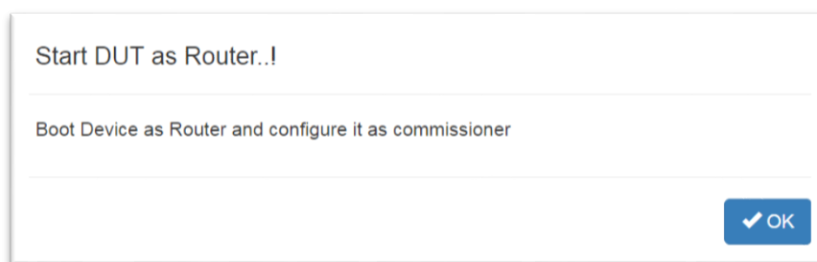 Start DUT as Router..!
Boot Device as Router and configure it as commissioner
OK